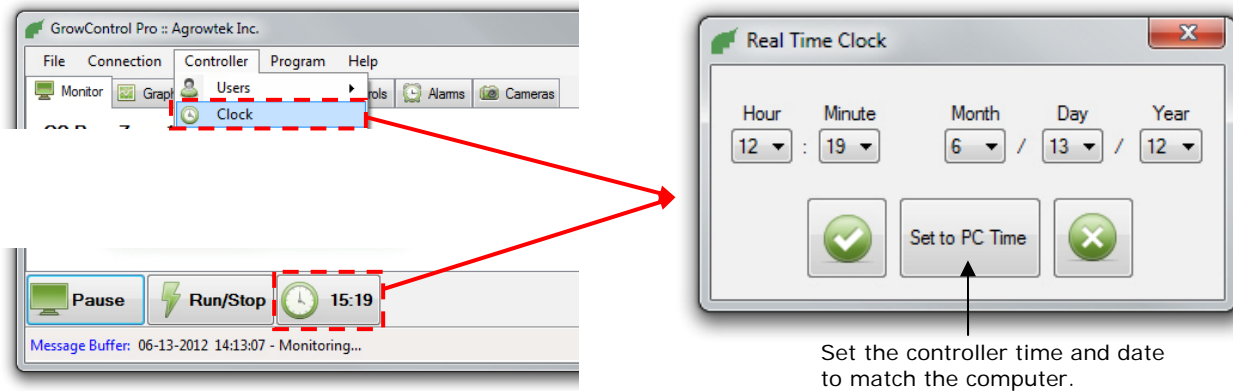 GrowControl Pro :: Agrowtek Inc.
File Connection Controller Program Help
Monitor Users Alarms Cameras
Clock
Pause Run/Stop 15:19
Message Buffer: 06-13-2012 14:13:07 - Monitoring...
Real Time Clock
Hour Minute Month Day Year
12 : 19 6 / 13 / 12
Set to PC Time
Set the controller time and date
to match the computer.